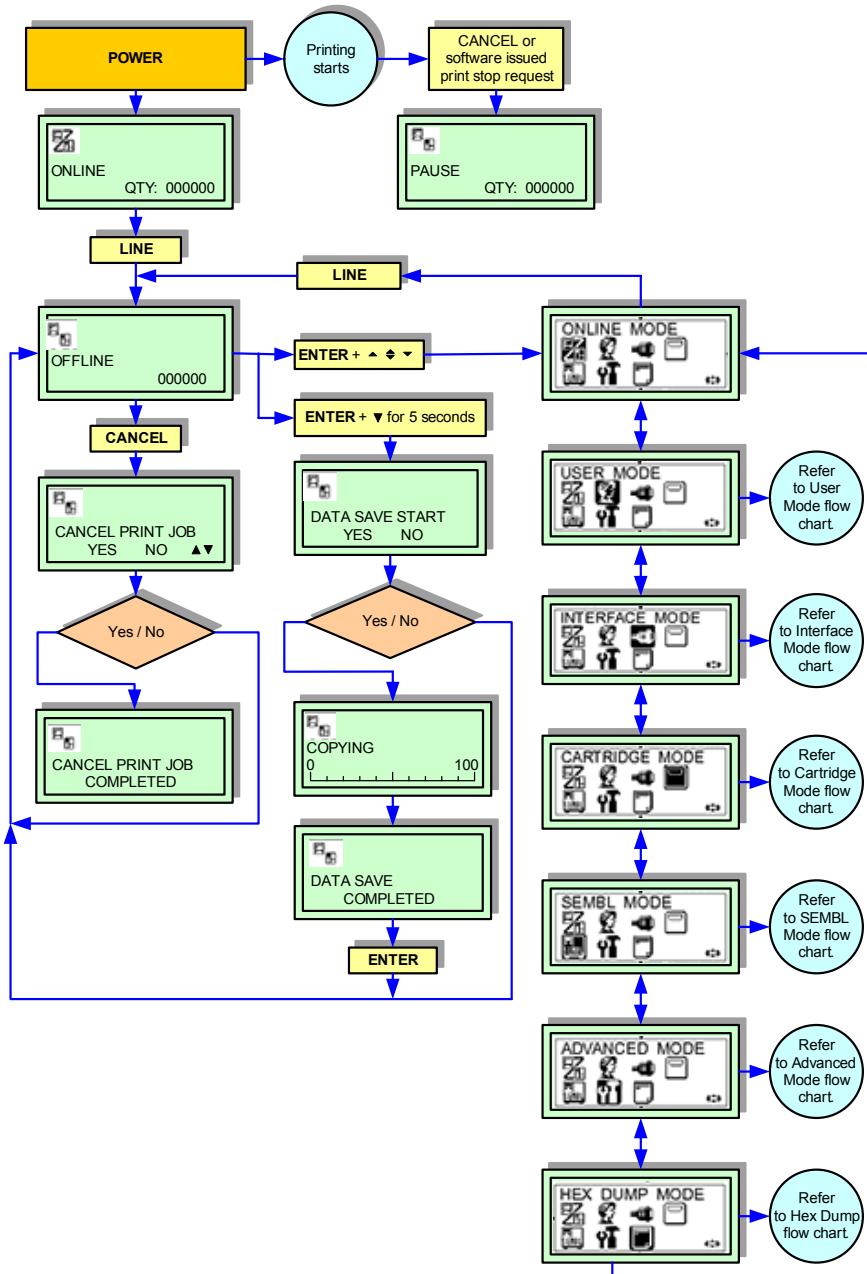 POWER
Printing
starts
CANCEL or
software issued
print stop request
ONLINE
QTY: 000000
PAUSE
QTY: 000000
LINE
LINE
OFFLINE
000000
ENTER + ▲ ◆ ▼
ONLINE MODE
CANCEL
ENTER + ▼ for 5 seconds
CANCEL PRINT JOB
YES NO ▲▼
DATA SAVE START
YES NO
USER MODE
Refer
to User
Mode flow
chart.
Yes / No
Yes / No
INTERFACE MODE
Refer
to Interface
Mode flow
chart.
CANCEL PRINT JOB
COMPLETED
COPYING
0 100
CARTRIDGE MODE
Refer
to Cartridge
Mode flow
chart.
DATA SAVE
COMPLETED
ENTER
SEMBL MODE
Refer
to SEMBL
Mode flow
chart.
ADVANCED MODE
Refer
to Advanced
Mode flow
chart.
HEX DUMP MODE
Refer
to Hex Dump
flow chart.